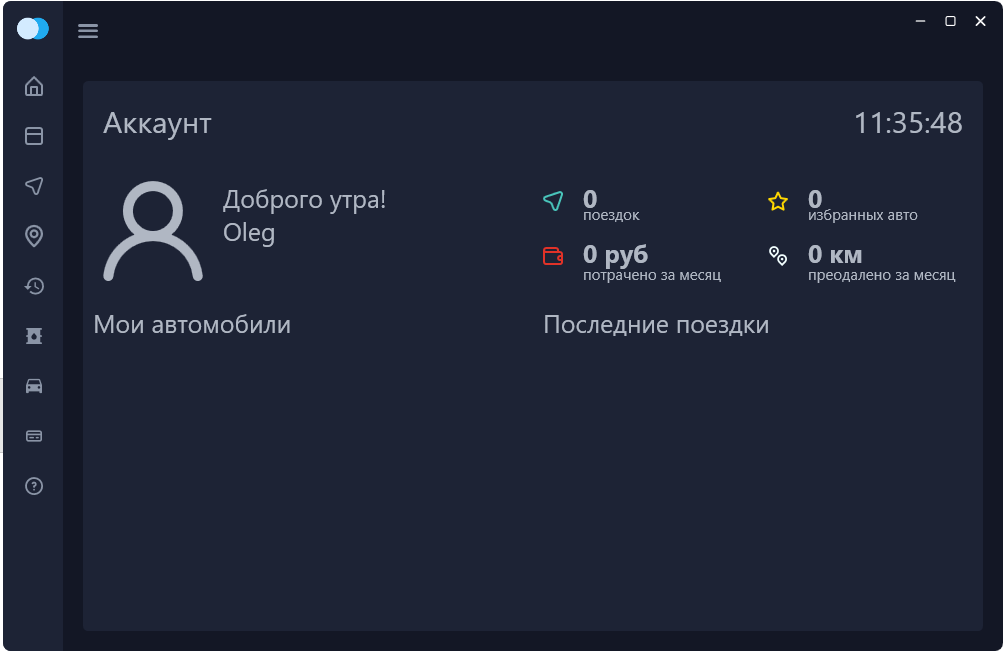 Аккаунт
11:35:48
Доброго утра!
Oleg
0
поездок
0
избранных авто
0 руб
потрачено за месяц
0 км
преодалено за месяц
Мои автомобили
Последние поездки